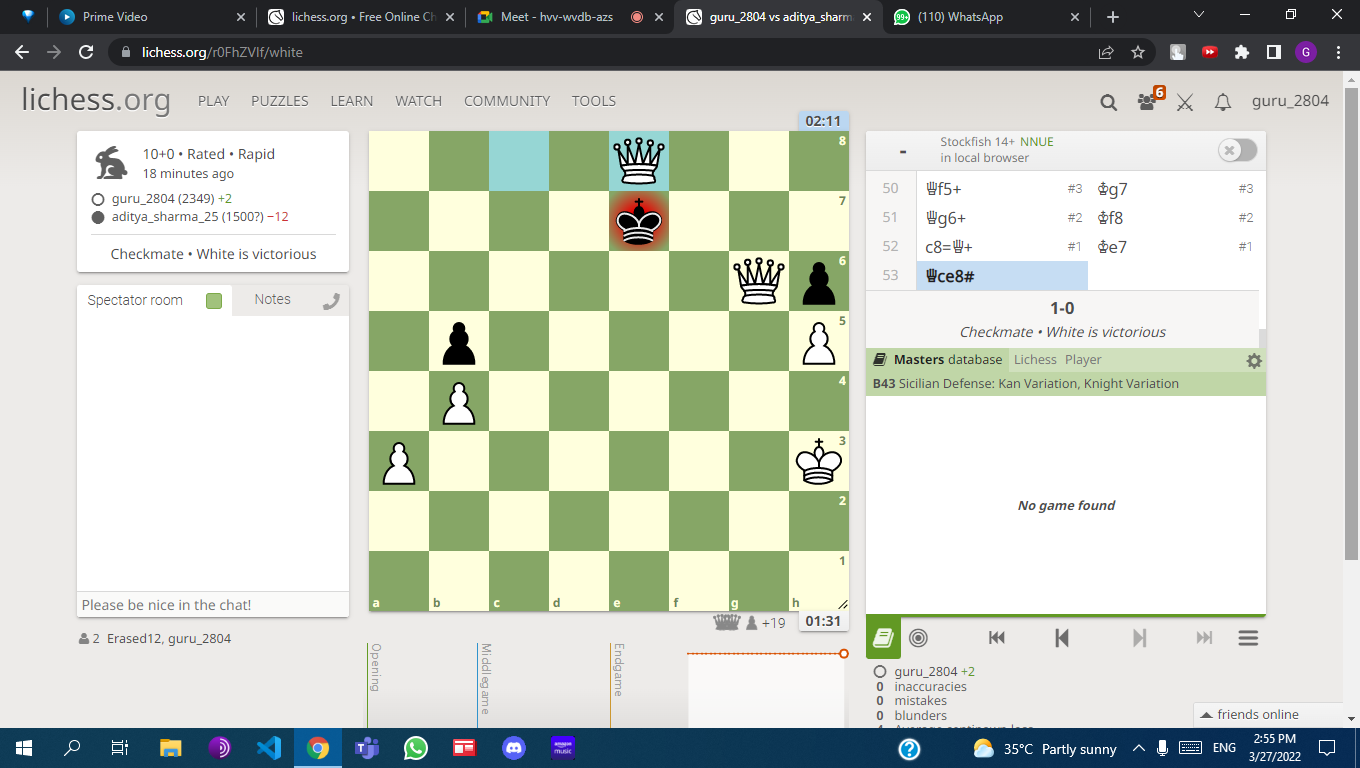 Prime Video
lichess.org • Free Online Ch
Meet - hvv-wvdb-azs
guru_2804 vs aditya_sharm
99+
(110) WhatsApp
lichess.org/r0FhZVlf/white
G
lichess.org
PLAY
PUZZLES
LEARN
WATCH
COMMUNITY
TOOLS
6
guru_2804
10+0 • Rated • Rapid
18 minutes ago
guru_2804 (2349) +2
aditya_sharma_25 (1500?) −12
Checkmate • White is victorious
Spectator room
Notes
Please be nice in the chat!
2 Erased12, guru_2804
02:11
8
7
6
5
4
3
2
1
a b c d e f g h
+19
01:31
Opening
Middlegame
Endgame
-
Stockfish 14+ NNUE
in local browser
50 ♕f5+ #3 ♔g7 #3
51 ♕g6+ #2 ♔f8 #2
52 c8=♕+ #1 ♔e7 #1
53 ♕ce8#
1-0
Checkmate • White is victorious
Masters database Lichess Player
B43 Sicilian Defense: Kan Variation, Knight Variation
No game found
guru_2804 +2
0 inaccuracies
0 mistakes
0 blunders
friends online
amazon music
35°C Partly sunny
ENG
2:55 PM
3/27/2022